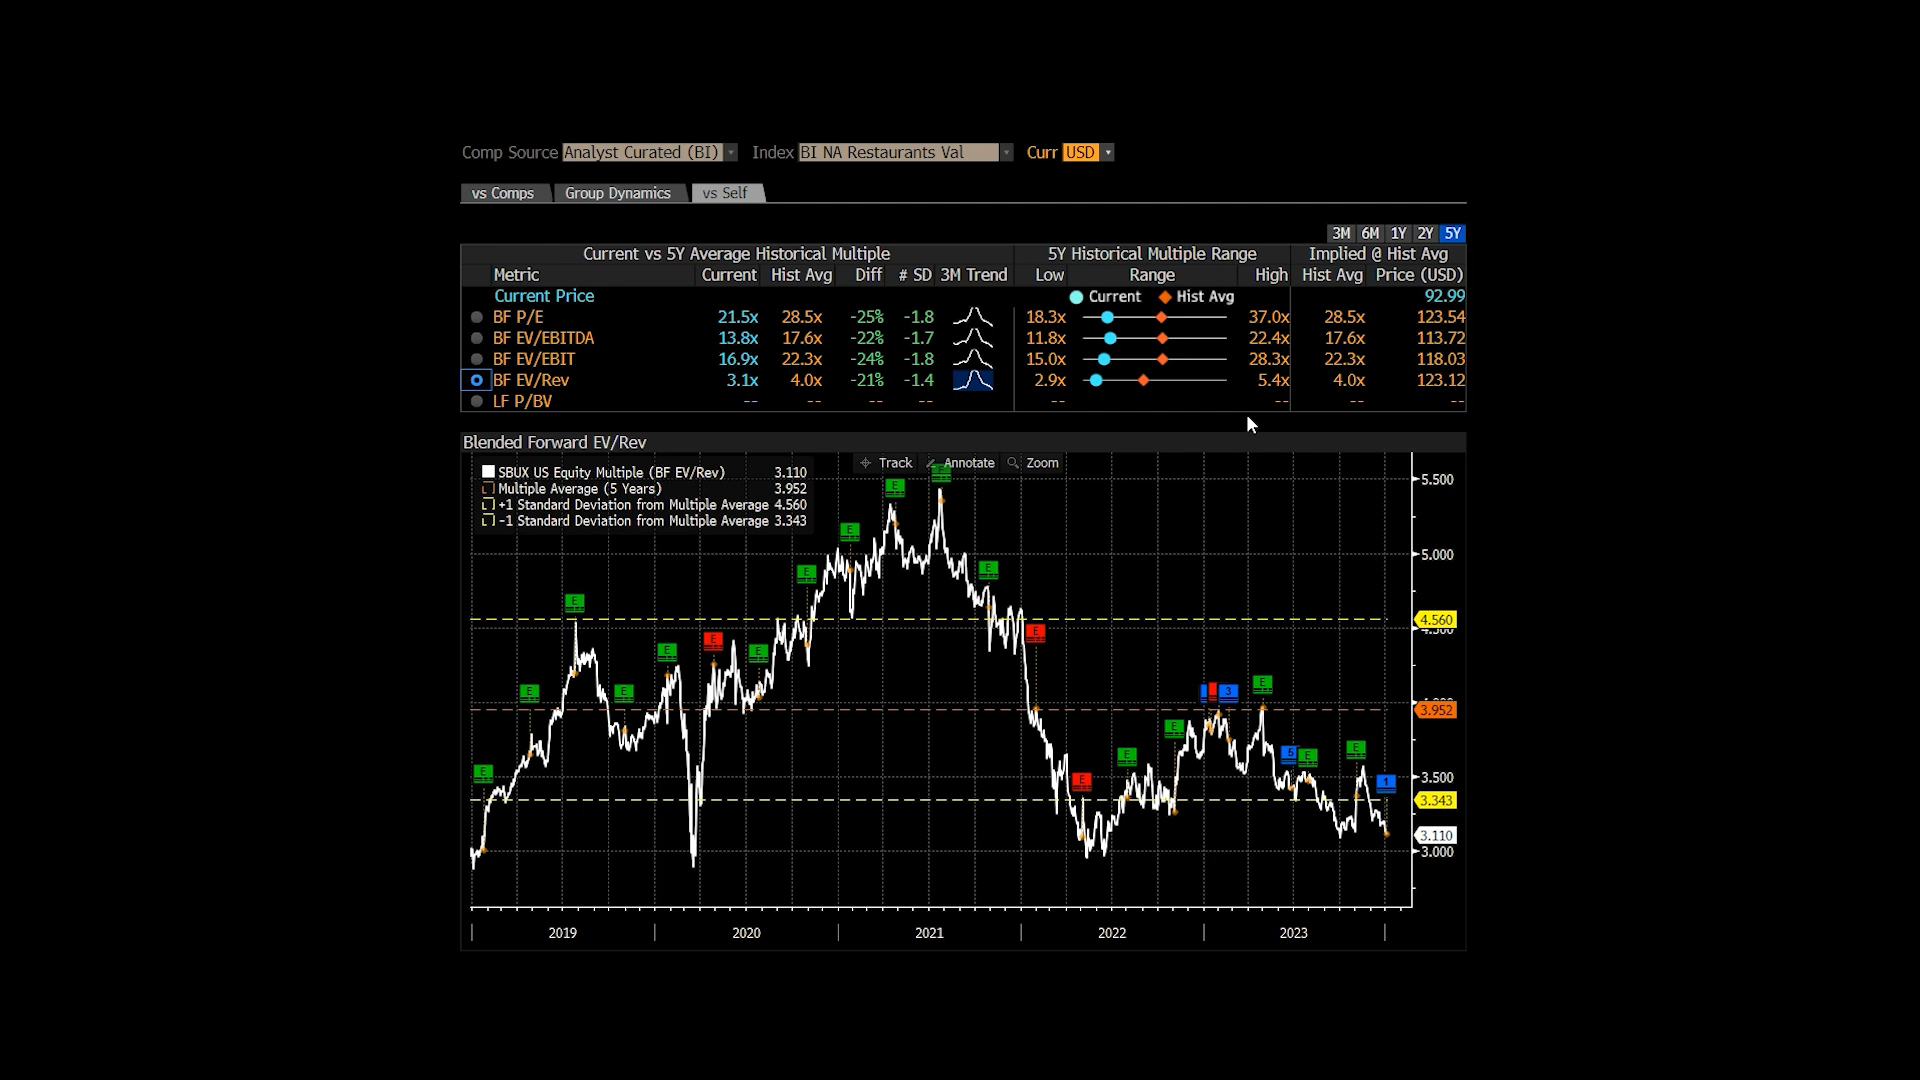 Comp Source Analyst Curated (BI) Index BI NA Restaurants Val Curr USD
vs Comps Group Dynamics vs Self
3M 6M 1Y 2Y 5Y
Current vs 5Y Average Historical Multiple 5Y Historical Multiple Range Implied @ Hist Avg
Metric Current Hist Avg Diff # SD 3M Trend Low Range High Hist Avg Price (USD)
Current Price Current Hist Avg 92.99
BF P/E 21.5x 28.5x -25% -1.8 18.3x 37.0x 28.5x 123.54
BF EV/EBITDA 13.8x 17.6x -22% -1.7 11.8x 22.4x 17.6x 113.72
BF EV/EBIT 16.9x 22.3x -24% -1.8 15.0x 28.3x 22.3x 118.03
BF EV/Rev 3.1x 4.0x -21% -1.4 2.9x 5.4x 4.0x 123.12
LF P/BV -- -- -- -- -- -- -- --
Blended Forward EV/Rev
Track Annotate Zoom
SBUX US Equity Multiple (BF EV/Rev) 3.110
Multiple Average (5 Years) 3.952
+1 Standard Deviation from Multiple Average 4.560
-1 Standard Deviation from Multiple Average 3.343
5.500
E
E
E
5.000
E
E
E
4.560
4.500
E
E
E
E
E
E
E
3
E
4.000
3.952
E
E
E
5
E
E
3.500
E
E
1
3.343
3.110
3.000
2019 2020 2021 2022 2023